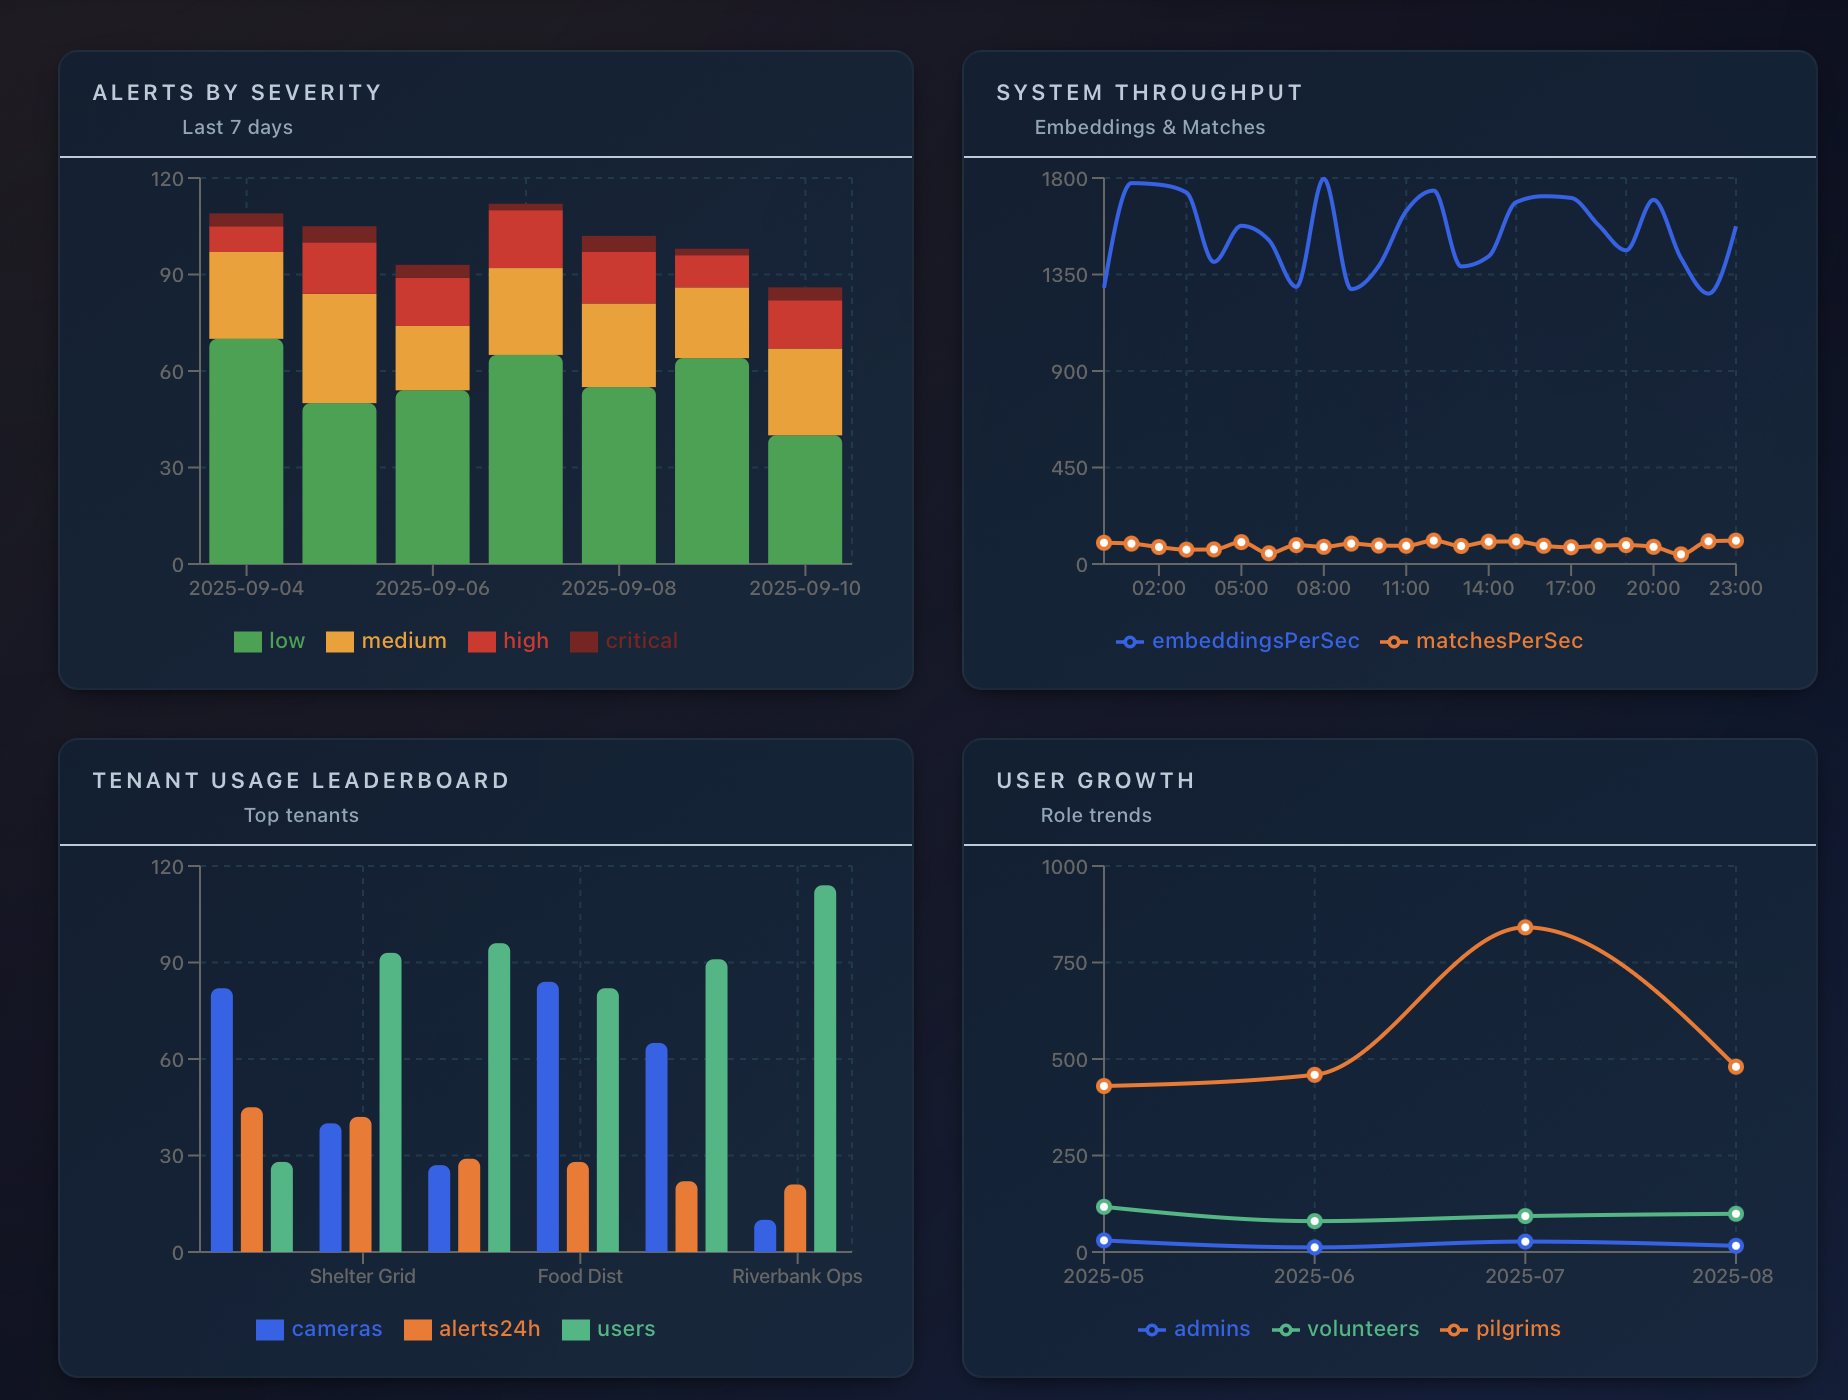 ALERTS BY SEVERITY
Last 7 days
120
90
60
30
0
2025-09-04 2025-09-06 2025-09-08 2025-09-10
low medium high critical
SYSTEM THROUGHPUT
Embeddings & Matches
1800
1350
900
450
0
02:00 05:00 08:00 11:00 14:00 17:00 20:00 23:00
embeddingsPerSec matchesPerSec
TENANT USAGE LEADERBOARD
Top tenants
120
90
60
30
0
Shelter Grid Food Dist Riverbank Ops
cameras alerts24h users
USER GROWTH
Role trends
1000
750
500
250
0
2025-05 2025-06 2025-07 2025-08
admins volunteers pilgrims